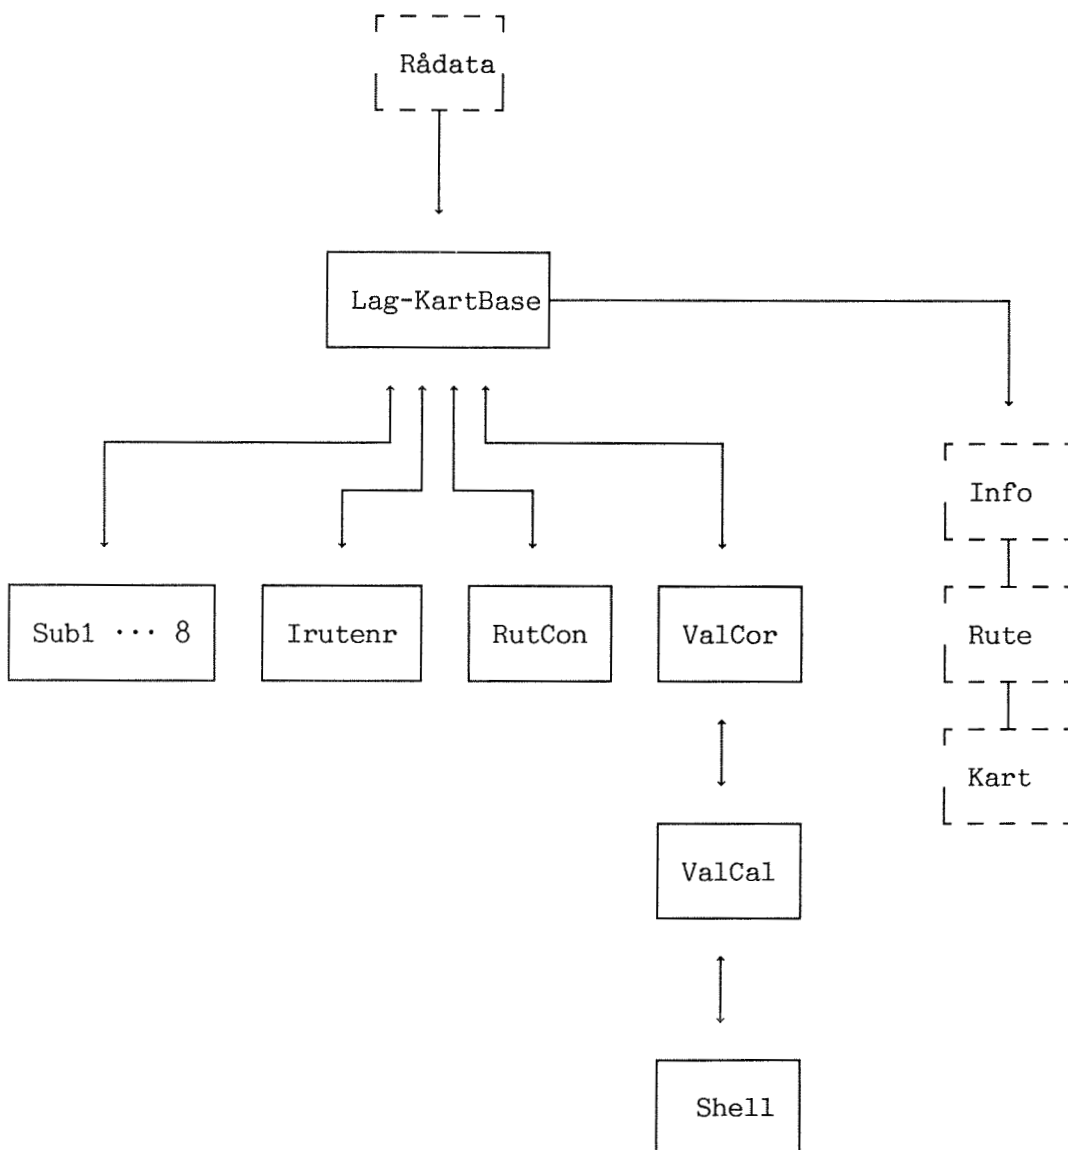 Rådata
Lag-KartBase
Info
Sub1 ··· 8
Irutenr
RutCon
ValCor
Rute
Kart
ValCal
Shell